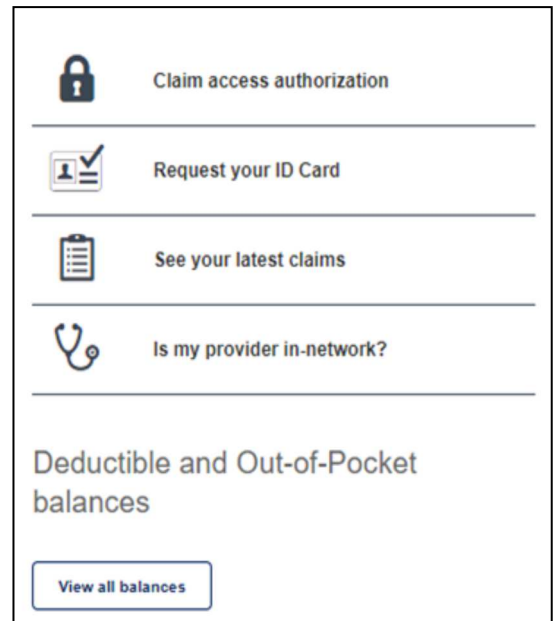 Claim access authorization
Request your ID Card
See your latest claims
Is my provider in-network?
Deductible and Out-of-Pocket
balances
View all balances